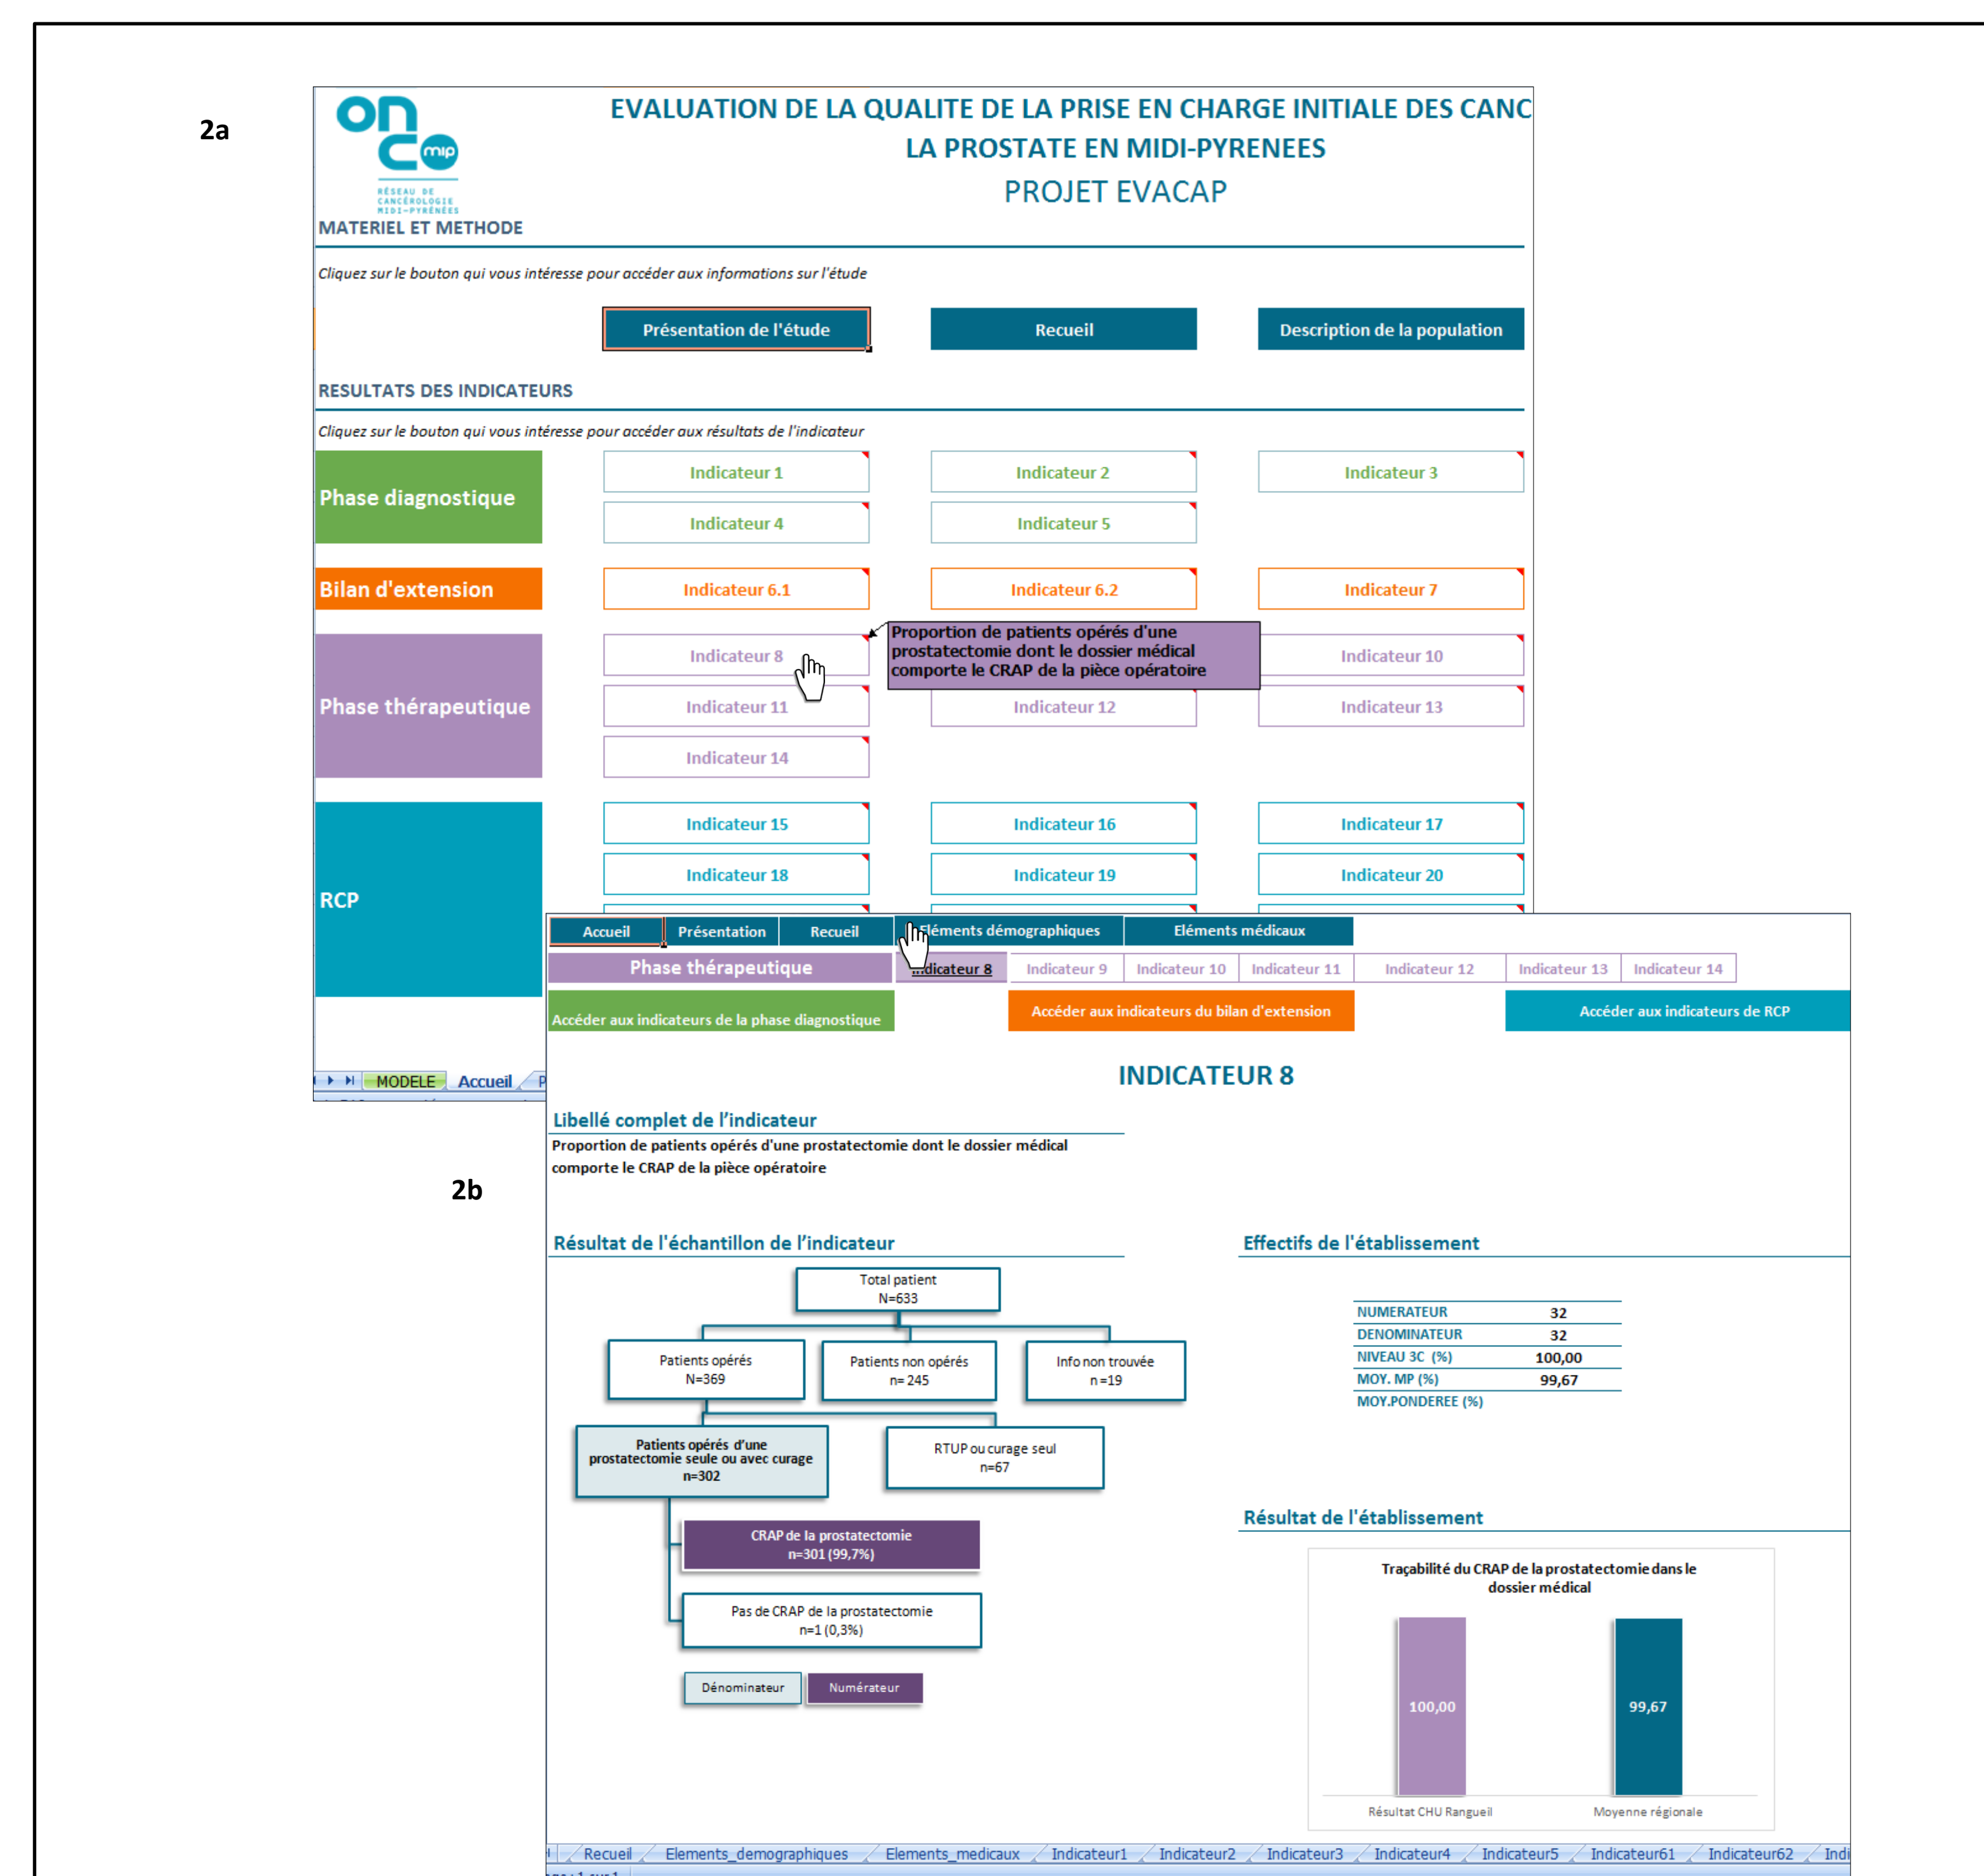 2a
onco mip
RÉSEAU DE
CANCÉROLOGIE
MIDI-PYRÉNÉES
EVALUATION DE LA QUALITE DE LA PRISE EN CHARGE INITIALE DES CANC
LA PROSTATE EN MIDI-PYRENEES
PROJET EVACAP
MATERIEL ET METHODE
Cliquez sur le bouton qui vous intéresse pour accéder aux informations sur l'étude
Présentation de l'étude Recueil Description de la population
RESULTATS DES INDICATEURS
Cliquez sur le bouton qui vous intéresse pour accéder aux résultats de l'indicateur
Phase diagnostique
Indicateur 1 Indicateur 2 Indicateur 3
Indicateur 4 Indicateur 5
Bilan d'extension Indicateur 6.1 Indicateur 6.2 Indicateur 7
Phase thérapeutique
Indicateur 8 Indicateur 10
Proportion de patients opérés d'une
prostatectomie dont le dossier médical
comporte le CRAP de la pièce opératoire
Indicateur 11 Indicateur 12 Indicateur 13
Indicateur 14
RCP
Indicateur 15 Indicateur 16 Indicateur 17
Indicateur 18 Indicateur 19 Indicateur 20
MODELE Accueil P
2b
Accueil Présentation Recueil Eléments démographiques Eléments médicaux
Phase thérapeutique Indicateur 8 Indicateur 9 Indicateur 10 Indicateur 11 Indicateur 12 Indicateur 13 Indicateur 14
Accéder aux indicateurs de la phase diagnostique Accéder aux indicateurs du bilan d'extension Accéder aux indicateurs de RCP
INDICATEUR 8
Libellé complet de l’indicateur
Proportion de patients opérés d'une prostatectomie dont le dossier médical
comporte le CRAP de la pièce opératoire
Résultat de l'échantillon de l’indicateur
Total patient
N=633
Patients opérés
N=369
Patients non opérés
n= 245
Info non trouvée
n =19
Patients opérés d’une
prostatectomie seule ou avec curage
n=302
RTUP ou curage seul
n=67
CRAP de la prostatectomie
n=301 (99,7%)
Pas de CRAP de la prostatectomie
n=1 (0,3%)
Dénominateur Numérateur
Effectifs de l'établissement
NUMERATEUR 32
DENOMINATEUR 32
NIVEAU 3C (%) 100,00
MOY. MP (%) 99,67
MOY.PONDEREE (%)
Résultat de l'établissement
Traçabilité du CRAP de la prostatectomie dans le
dossier médical
100,00 99,67
Résultat CHU Rangueil Moyenne régionale
Recueil Elements_demographiques Elements_medicaux Indicateur1 Indicateur2 Indicateur3 Indicateur4 Indicateur5 Indicateur61 Indicateur62 Indi